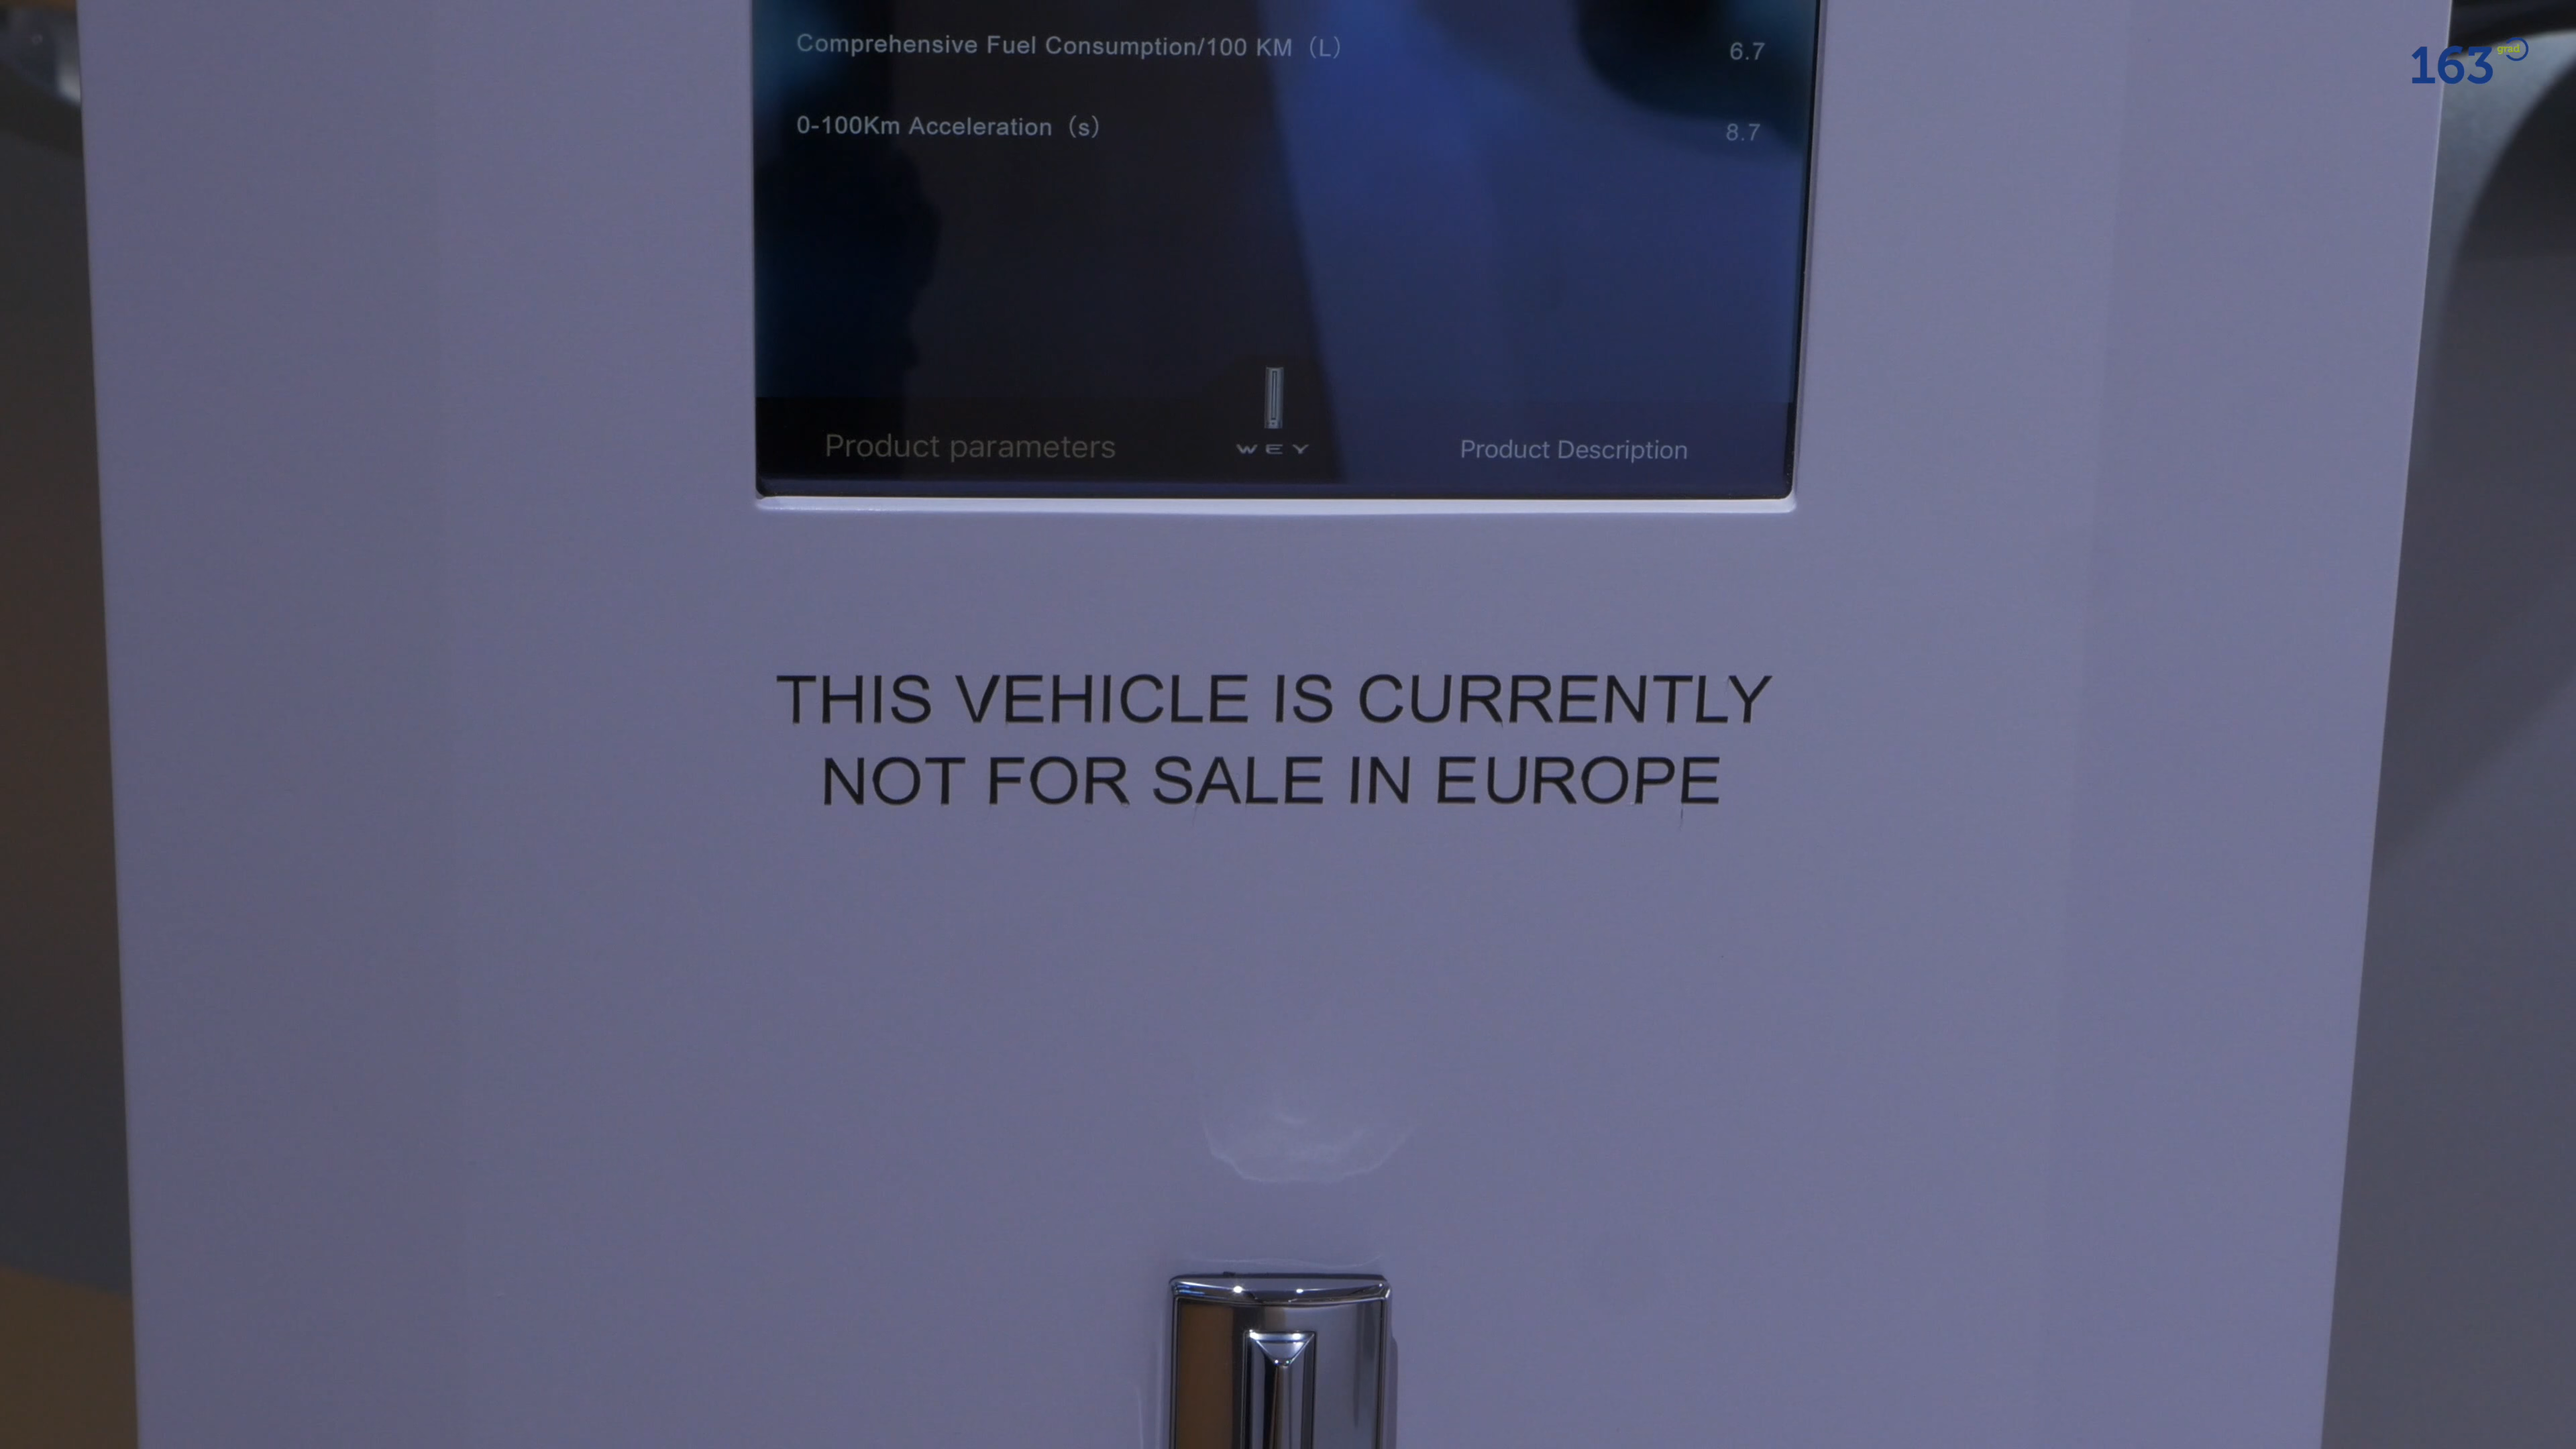 Comprehensive Fuel Consumption/100 KM（L） 6.7
0-100Km Acceleration（s） 8.7
Product parameters
WEY
Product Description
THIS VEHICLE IS CURRENTLY
NOT FOR SALE IN EUROPE
163 grad